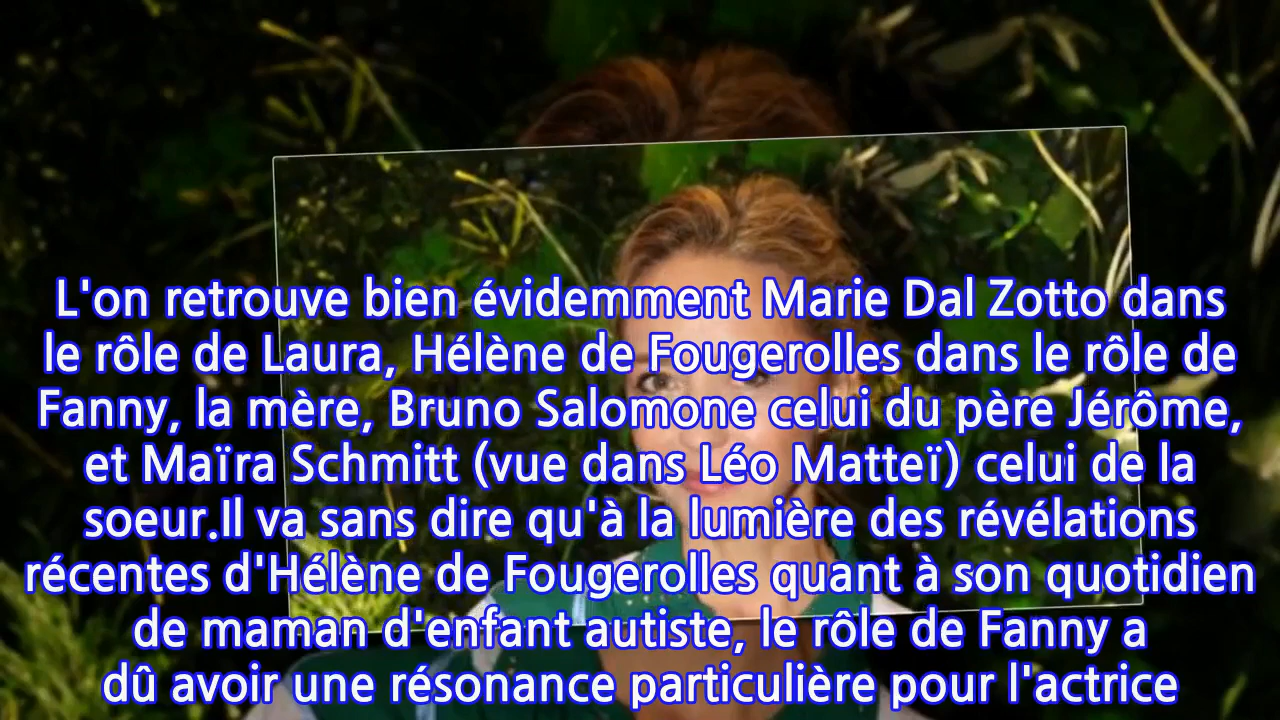 L'on retrouve bien évidemment Marie Dal Zotto dans
le rôle de Laura, Hélène de Fougerolles dans le rôle de
Fanny, la mère, Bruno Salomone celui du père Jérôme,
et Maïra Schmitt (vue dans Léo Matteï) celui de la
soeur.Il va sans dire qu'à la lumière des révélations
récentes d'Hélène de Fougerolles quant à son quotidien
de maman d'enfant autiste, le rôle de Fanny a
dû avoir une résonance particulière pour l'actrice